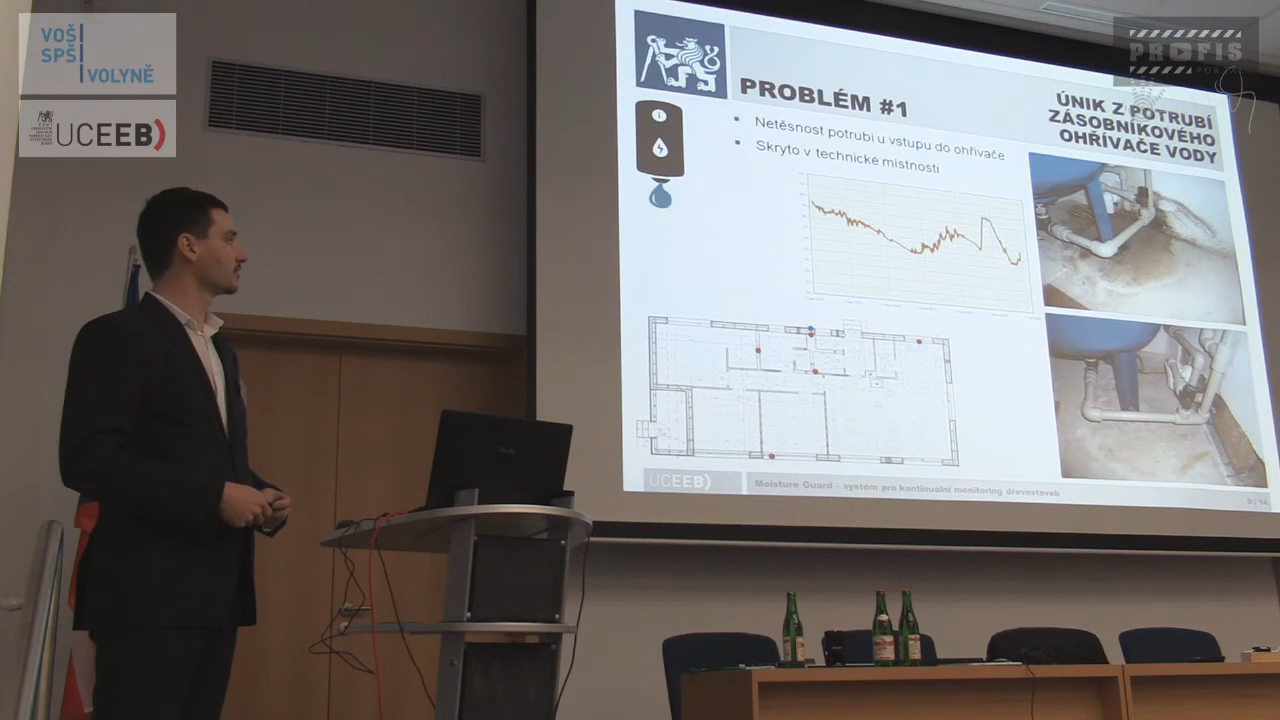 VOŠ
SPŠ
VOLYNĚ
UCEEB
PROFIS
PROBLÉM #1
ÚNIK Z POTRUBÍ
ZÁSOBNÍKOVÉHO
OHŘÍVAČE VODY
Netěsnost potrubí u vstupu do ohřívače
Skryto v technické místnosti
UCEEB
Moisture Guard – systém pro kontinuální monitoring dřevostaveb